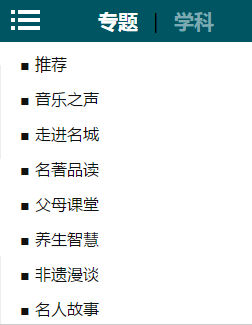 专题 | 学科
■ 推荐
■ 音乐之声
■ 走进名城
■ 名著品读
■ 父母课堂
■ 养生智慧
■ 非遗漫谈
■ 名人故事